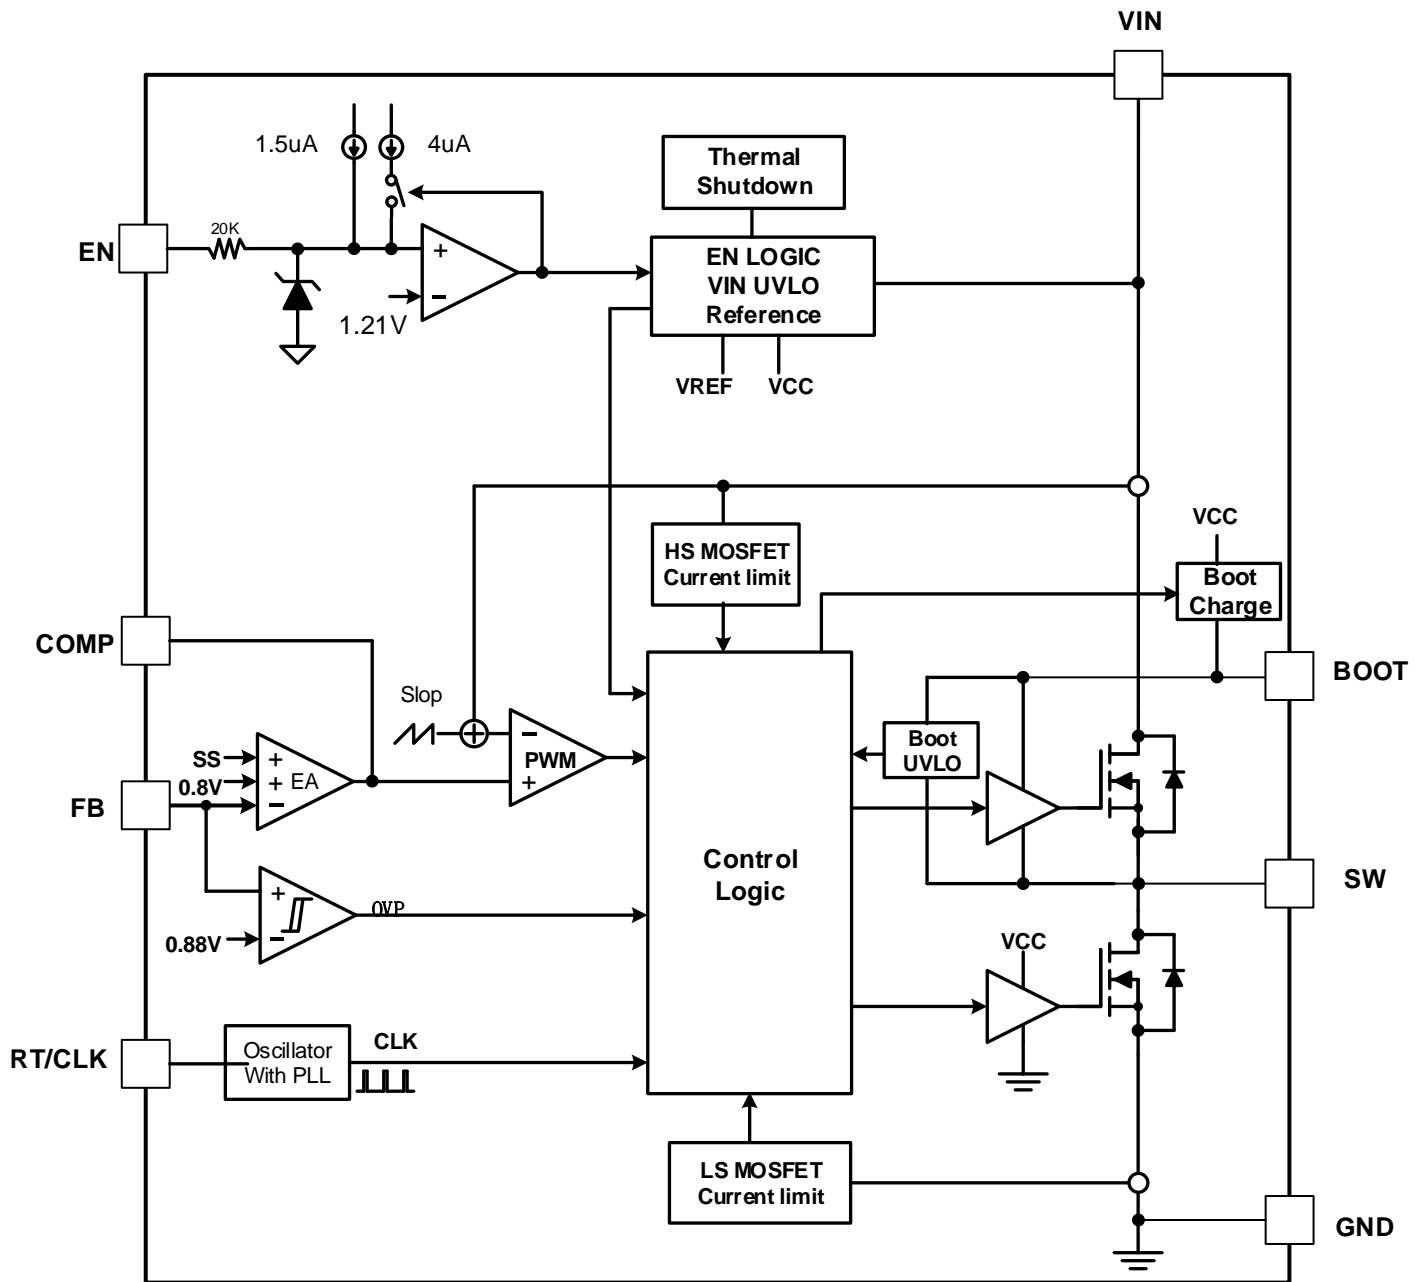 VIN
1.5uA
4uA
Thermal
Shutdown
20K
EN
+
−
1.21V
EN LOGIC
VIN UVLO
Reference
VREF
VCC
VCC
HS MOSFET
Current limit
Boot
Charge
COMP
BOOT
Slop
−
+
PWM
SS
0.8V
+
+
−
EA
FB
Boot
UVLO
Control
Logic
SW
+
−
0.88V
OVP
VCC
RT/CLK
Oscillator
With PLL
CLK
LS MOSFET
Current limit
GND